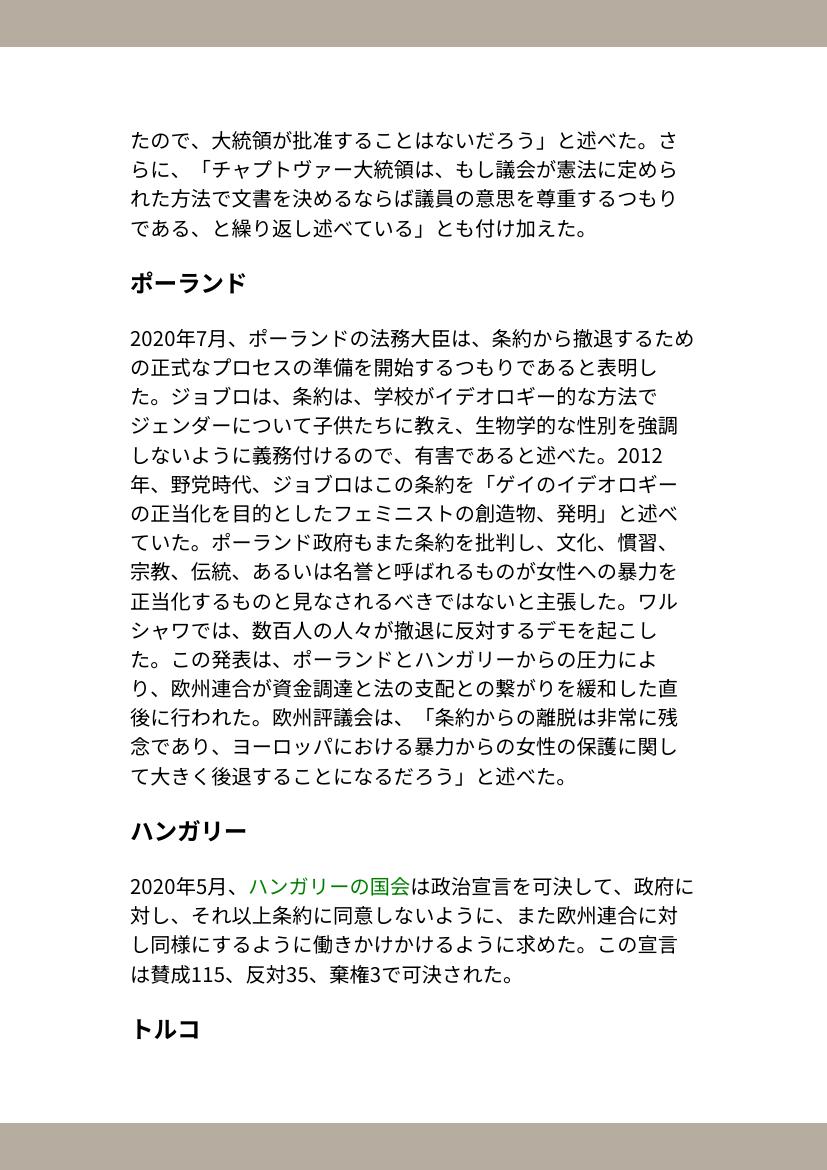 たので、大統領が批准することはないだろう」と述べた。さ
らに、「チャプトヴァー大統領は、もし議会が憲法に定めら
れた方法で文書を決めるならば議員の意思を尊重するつもり
である、と繰り返し述べている」とも付け加えた。
ポーランド
2020年7月、ポーランドの法務大臣は、条約から撤退するため
の正式なプロセスの準備を開始するつもりであると表明し
た。ジョブロは、条約は、学校がイデオロギー的な方法で
ジェンダーについて子供たちに教え、生物学的な性別を強調
しないように義務付けるので、有害であると述べた。2012
年、野党時代、ジョブロはこの条約を「ゲイのイデオロギー
の正当化を目的としたフェミニストの創造物、発明」と述べ
ていた。ポーランド政府もまた条約を批判し、文化、慣習、
宗教、伝統、あるいは名誉と呼ばれるものが女性への暴力を
正当化するものと見なされるべきではないと主張した。ワル
シャワでは、数百人の人々が撤退に反対するデモを起こし
た。この発表は、ポーランドとハンガリーからの圧力によ
り、欧州連合が資金調達と法の支配との繋がりを緩和した直
後に行われた。欧州評議会は、「条約からの離脱は非常に残
念であり、ヨーロッパにおける暴力からの女性の保護に関し
て大きく後退することになるだろう」と述べた。
ハンガリー
2020年5月、ハンガリーの国会は政治宣言を可決して、政府に
対し、それ以上条約に同意しないように、また欧州連合に対
し同様にするように働きかけかけるように求めた。この宣言
は賛成115、反対35、棄権3で可決された。
トルコ